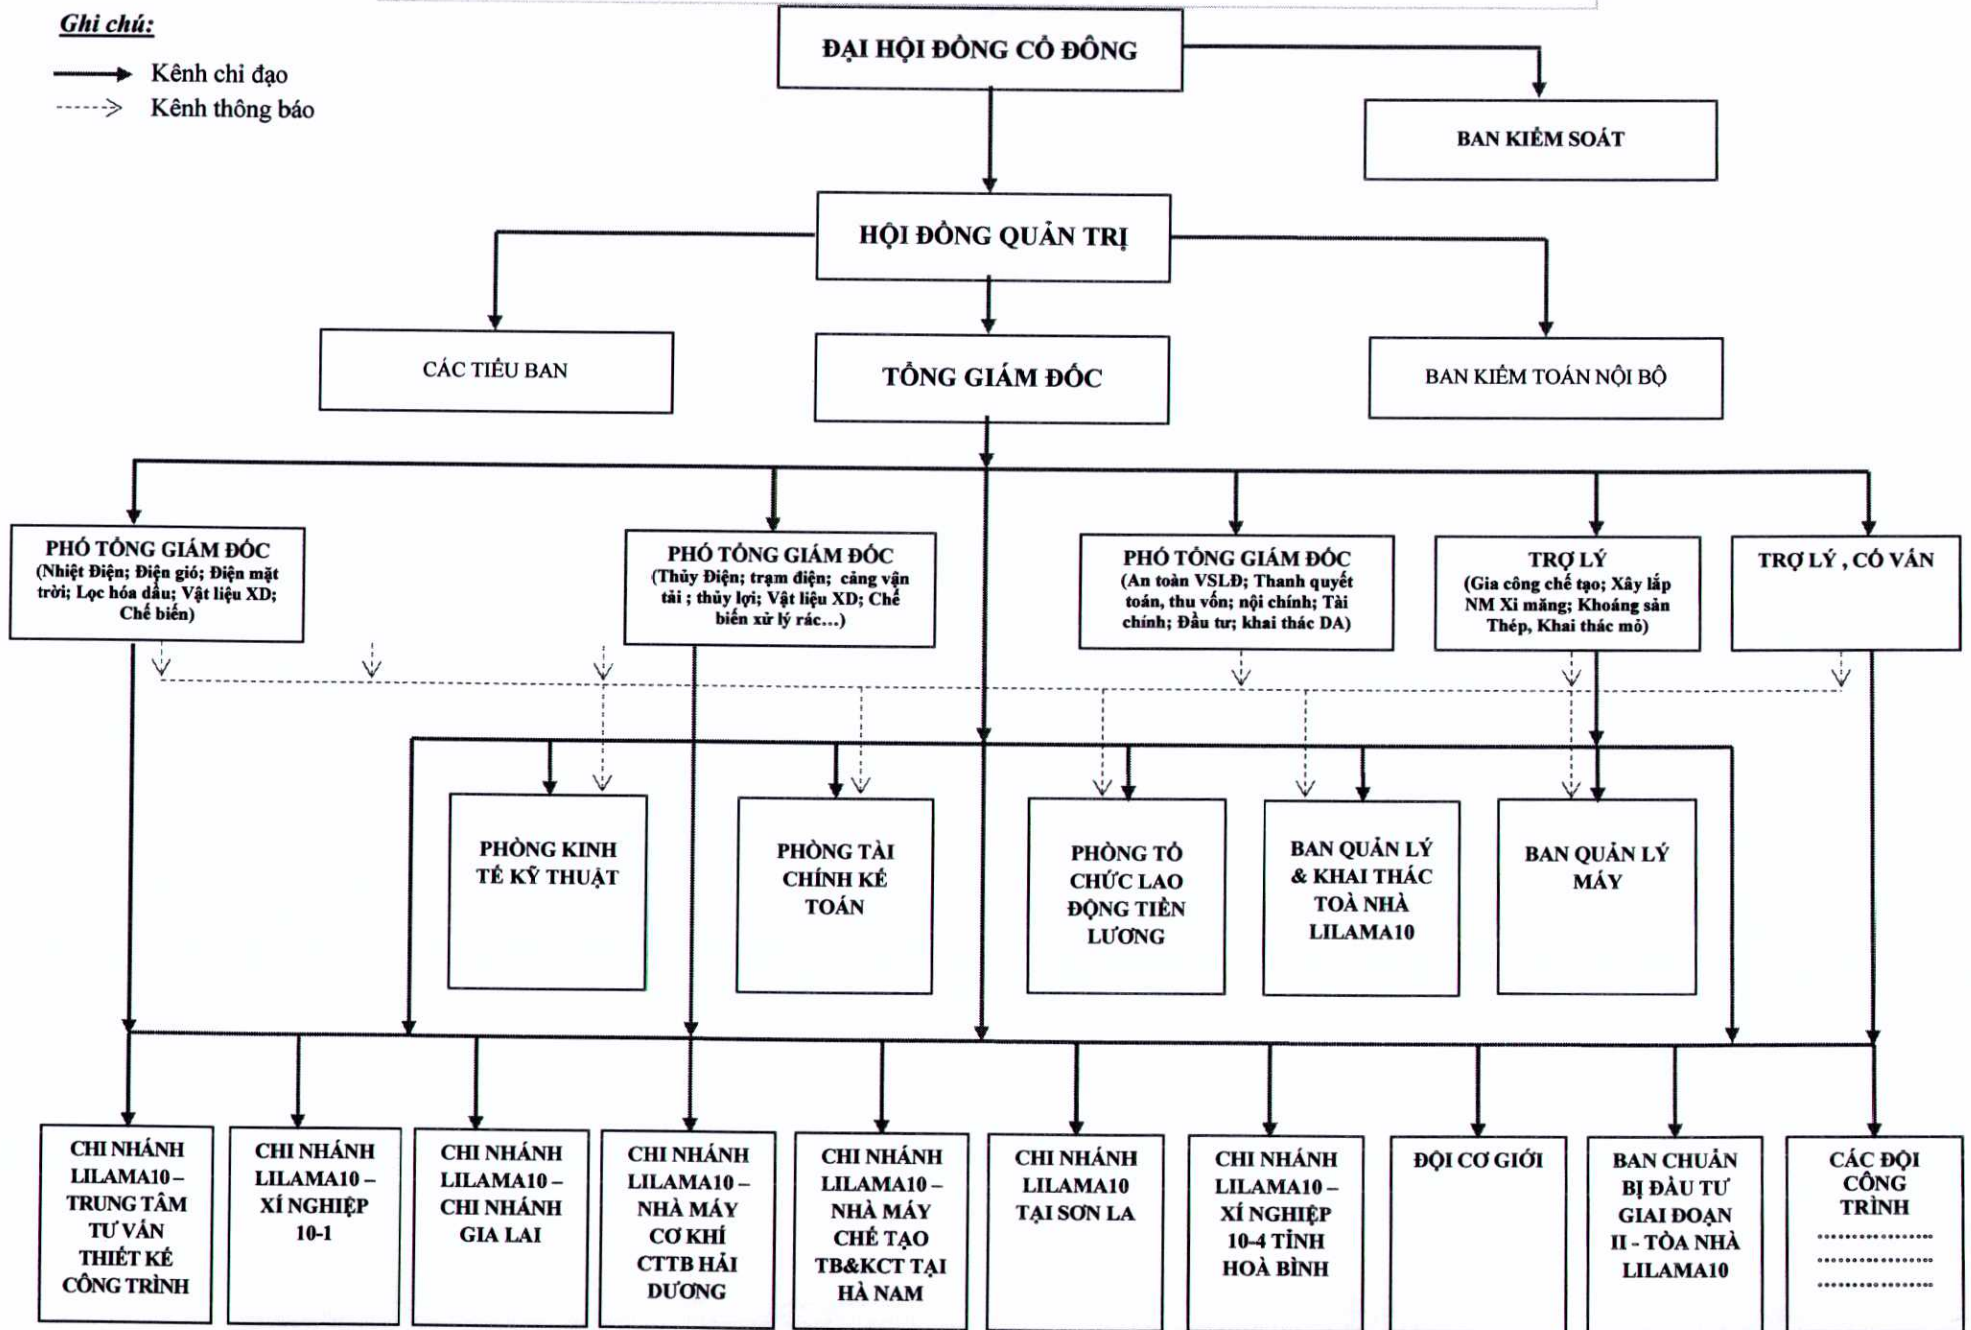 Ghi chú:
Kênh chỉ đạo
Kênh thông báo
ĐẠI HỘI ĐỒNG CỔ ĐÔNG
BAN KIỂM SOÁT
HỘI ĐỒNG QUẢN TRỊ
CÁC TIỂU BAN
TỔNG GIÁM ĐỐC
BAN KIỂM TOÁN NỘI BỘ
PHÓ TỔNG GIÁM ĐỐC
(Nhiệt Điện; Điện gió; Điện mặt
trời; Lọc hóa dầu; Vật liệu XD;
Chế biến)
PHÓ TỔNG GIÁM ĐỐC
(Thủy Điện; trạm điện; cảng vận
tải ; thủy lợi; Vật liệu XD; Chế
biến xử lý rác...)
PHÓ TỔNG GIÁM ĐỐC
(An toàn VSLĐ; Thanh quyết
toán, thu vốn; nội chính; Tài
chính; Đầu tư; khai thác DA)
TRỢ LÝ
(Gia công chế tạo; Xây lắp
NM Xi măng; Khoáng sản
Thép, Khai thác mỏ)
TRỢ LÝ , CỐ VẤN
PHÒNG KINH
TẾ KỸ THUẬT
PHÒNG TÀI
CHÍNH KẾ
TOÁN
PHÒNG TỔ
CHỨC LAO
ĐỘNG TIỀN
LƯƠNG
BAN QUẢN LÝ
& KHAI THÁC
TOÀ NHÀ
LILAMA10
BAN QUẢN LÝ
MÁY
CHI NHÁNH
LILAMA10 –
TRUNG TÂM
TƯ VẤN
THIẾT KẾ
CÔNG TRÌNH
CHI NHÁNH
LILAMA10 –
XÍ NGHIỆP
10-1
CHI NHÁNH
LILAMA10 –
CHI NHÁNH
GIA LAI
CHI NHÁNH
LILAMA10 –
NHÀ MÁY
CƠ KHÍ
CTTB HẢI
DƯƠNG
CHI NHÁNH
LILAMA10 –
NHÀ MÁY
CHẾ TẠO
TB&KCT TẠI
HÀ NAM
CHI NHÁNH
LILAMA10
TẠI SƠN LA
CHI NHÁNH
LILAMA10 –
XÍ NGHIỆP
10-4 TỈNH
HOÀ BÌNH
ĐỘI CƠ GIỚI
BAN CHUẨN
BỊ ĐẦU TƯ
GIAI ĐOẠN
II - TÒA NHÀ
LILAMA10
CÁC ĐỘI
CÔNG
TRÌNH
....................
....................
....................